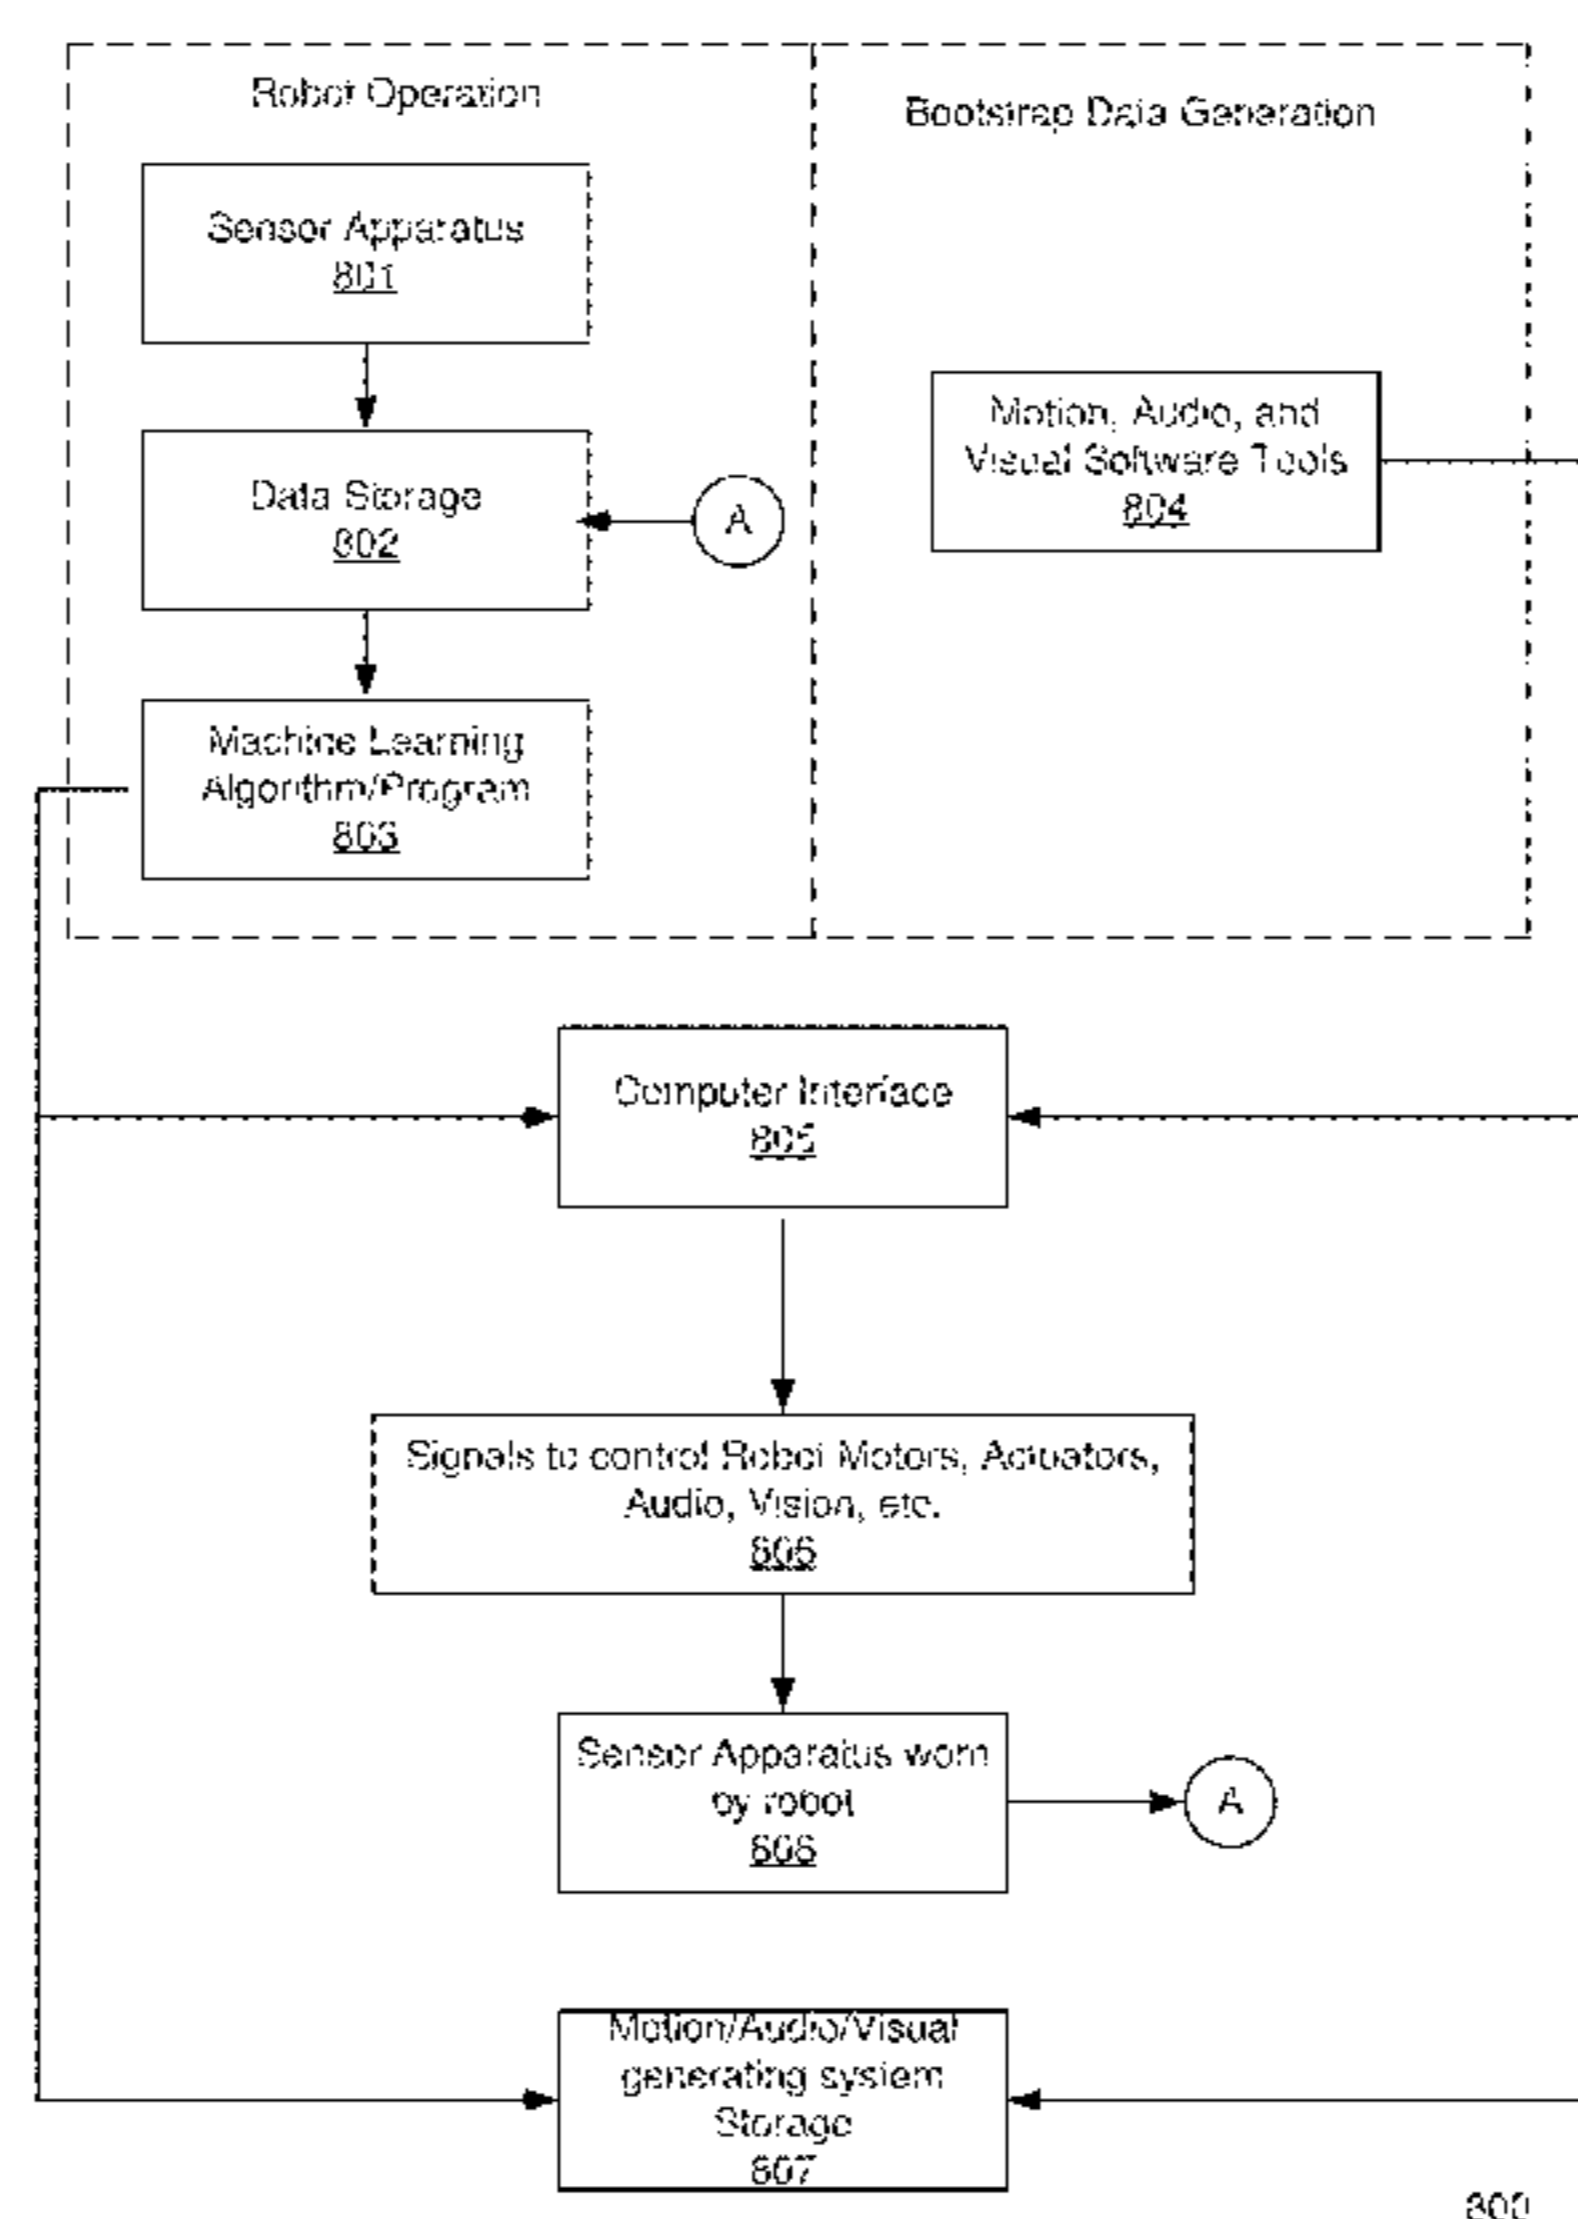 Robot Operation
Bootstrap Data Generation
Sensor Apparatus
801
Motion, Audio, and
Visual Software Tools
804
Data Storage
802
A
Machine Learning
Algorithm/Program
803
Computer Interface
805
Signals to control Robot Motors, Actuators,
Audio, Vision, etc.
806
Sensor Apparatus worn
by robot
808
A
Motion/Audio/Visual
generating system
Storage
807
800